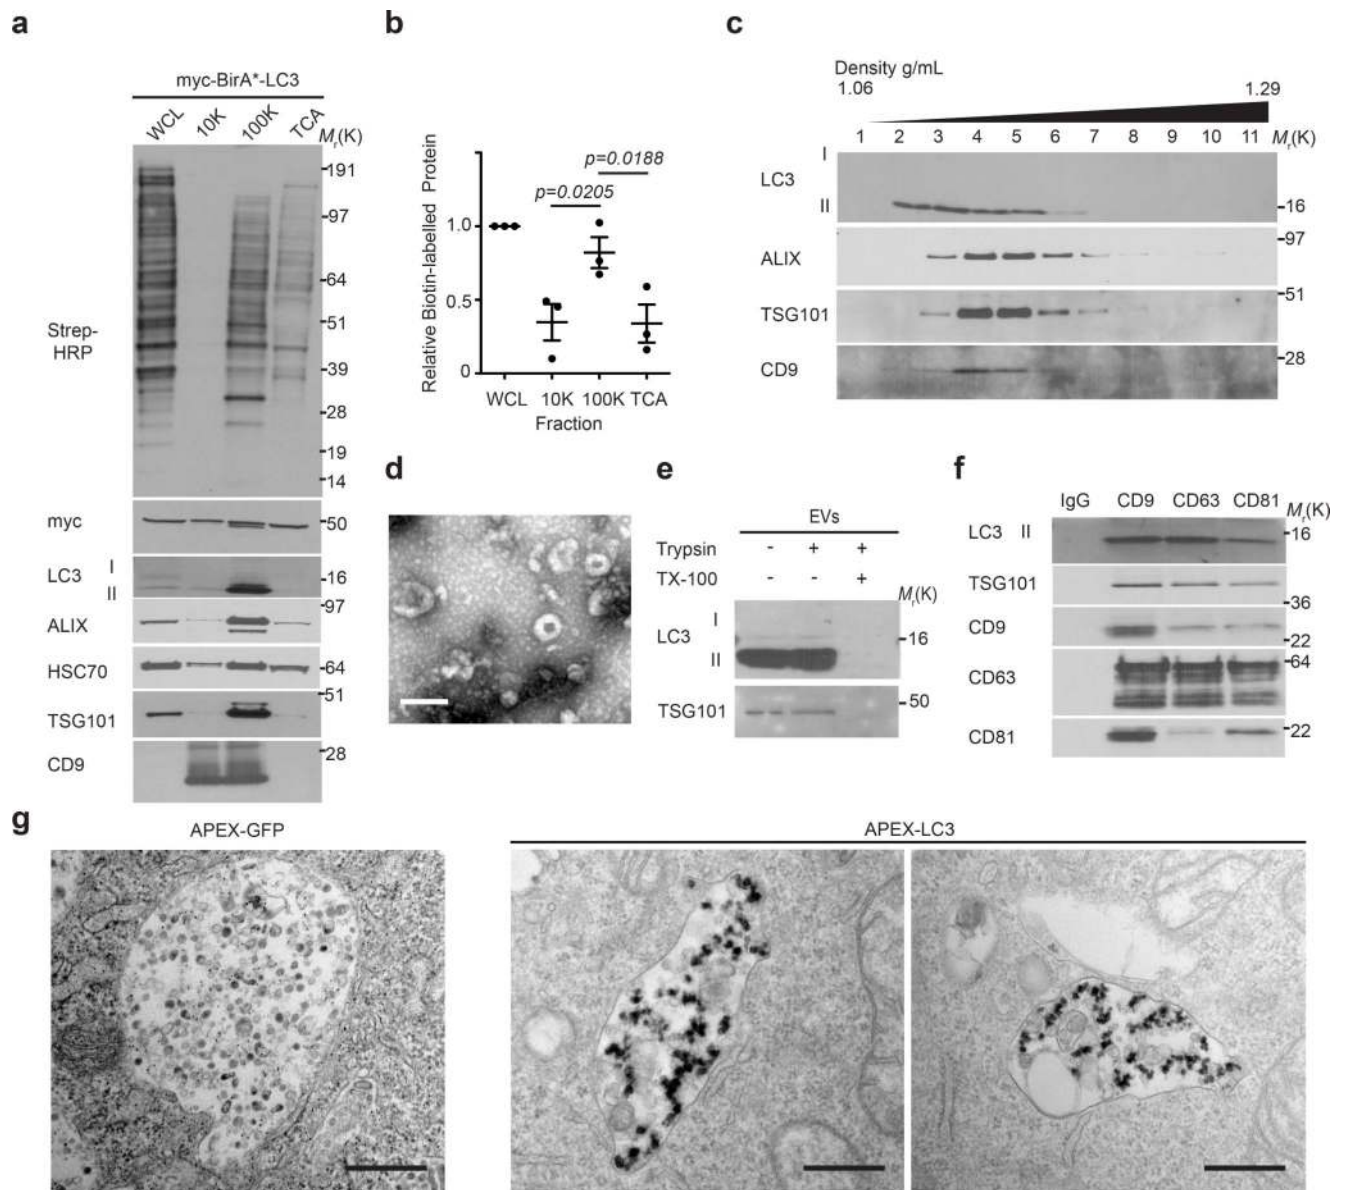 a
myc-BirA*-LC3
WCL 10K 100K TCA Mr(K)
Strep-HRP
191
97
64
51
39
28
19
14
myc
50
LC3 I II
16
ALIX
97
HSC70
64
TSG101
51
CD9
28
b
Relative Biotin-labelled Protein
1.0
0.5
0
p=0.0205
p=0.0188
WCL 10K 100K TCA
Fraction
c
Density g/mL
1.06 1.29
1 2 3 4 5 6 7 8 9 10 11 Mr(K)
LC3 I II
16
ALIX
97
TSG101
51
CD9
28
d
e
EVs
Trypsin - + +
TX-100 - - +
Mr(K)
LC3 I II
16
TSG101
50
f
IgG CD9 CD63 CD81 Mr(K)
LC3 II
16
TSG101
36
CD9
22
CD63
64
CD81
22
g
APEX-GFP
APEX-LC3